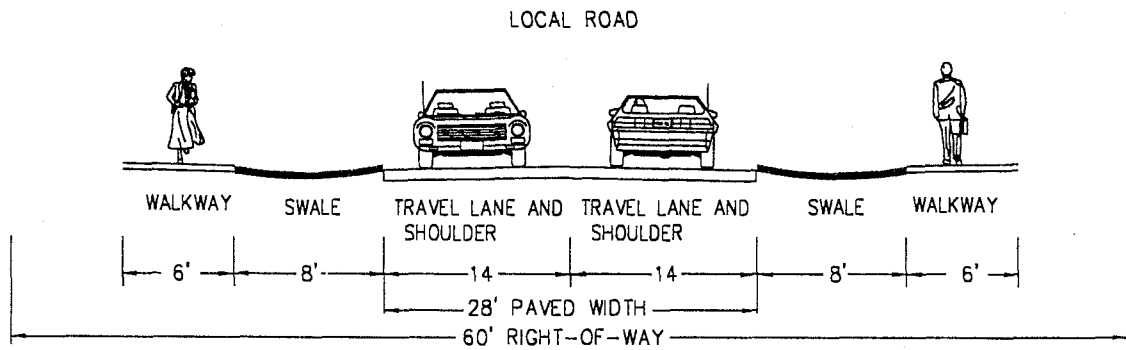 LOCAL ROAD
WALKWAY
SWALE
TRAVEL LANE AND
SHOULDER
TRAVEL LANE AND
SHOULDER
SWALE
WALKWAY
6'
8'
14
14
8'
6'
28' PAVED WIDTH
60' RIGHT-OF-WAY